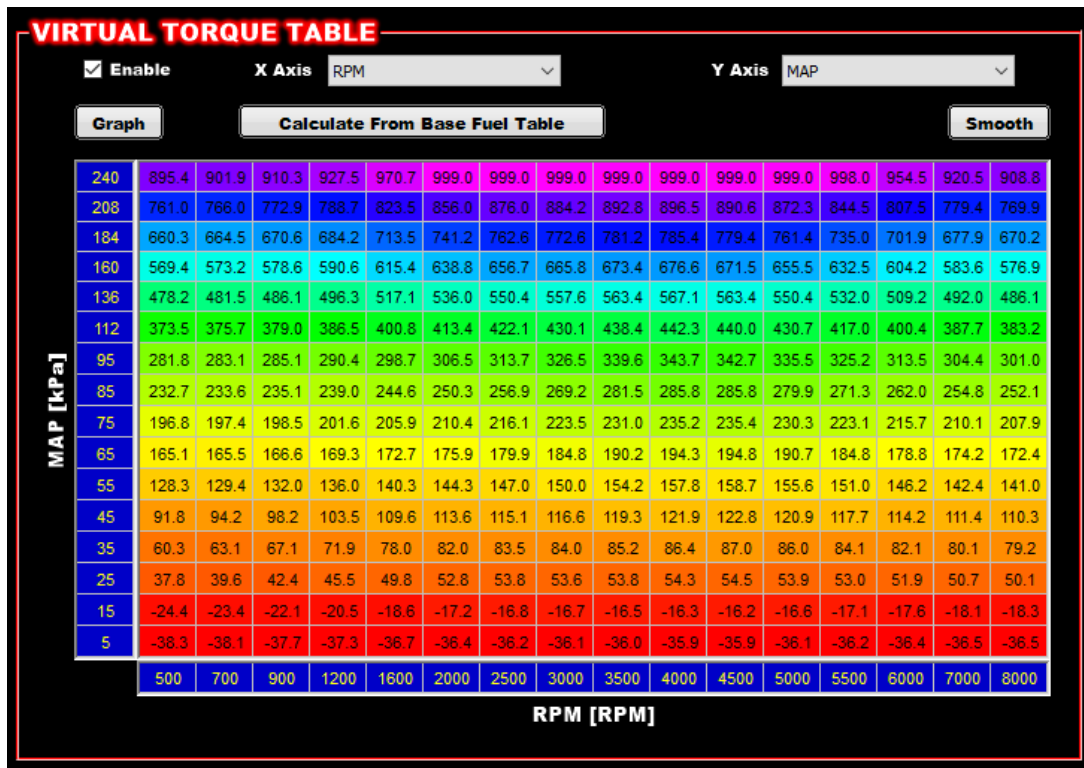 VIRTUAL TORQUE TABLE
Enable X Axis RPM Y Axis MAP
Graph Calculate From Base Fuel Table Smooth
240 895.4 901.9 910.3 927.5 970.7 999.0 999.0 999.0 999.0 999.0 999.0 999.0 998.0 954.5 920.5 908.8
208 761.0 766.0 772.9 788.7 823.5 856.0 876.0 884.2 892.8 896.5 890.6 872.3 844.5 807.5 779.4 769.9
184 660.3 664.5 670.6 684.2 713.5 741.2 762.6 772.6 781.2 785.4 779.4 761.4 735.0 701.9 677.9 670.2
160 569.4 573.2 578.6 590.6 615.4 638.8 656.7 665.8 673.4 676.6 671.5 655.5 632.5 604.2 583.6 576.9
136 478.2 481.5 486.1 496.3 517.1 536.0 550.4 557.6 563.4 567.1 563.4 550.4 532.0 509.2 492.0 486.1
112 373.5 375.7 379.0 386.5 400.8 413.4 422.1 430.1 438.4 442.3 440.0 430.7 417.0 400.4 387.7 383.2
95 281.8 283.1 285.1 290.4 298.7 306.5 313.7 326.5 339.6 343.7 342.7 335.5 325.2 313.5 304.4 301.0
85 232.7 233.6 235.1 239.0 244.6 250.3 256.9 269.2 281.5 285.8 285.8 279.9 271.3 262.0 254.8 252.1
75 196.8 197.4 198.5 201.6 205.9 210.4 216.1 223.5 231.0 235.2 235.4 230.3 223.1 215.7 210.1 207.9
65 165.1 165.5 166.6 169.3 172.7 175.9 179.9 184.8 190.2 194.3 194.8 190.7 184.8 178.8 174.2 172.4
55 128.3 129.4 132.0 136.0 140.3 144.3 147.0 150.0 154.2 157.8 158.7 155.6 151.0 146.2 142.4 141.0
45 91.8 94.2 98.2 103.5 109.6 113.6 115.1 116.6 119.3 121.9 122.8 120.9 117.7 114.2 111.4 110.3
35 60.3 63.1 67.1 71.9 78.0 82.0 83.5 84.0 85.2 86.4 87.0 86.0 84.1 82.1 80.1 79.2
25 37.8 39.6 42.4 45.5 49.8 52.8 53.8 53.6 53.8 54.3 54.5 53.9 53.0 51.9 50.7 50.1
15 -24.4 -23.4 -22.1 -20.5 -18.6 -17.2 -16.8 -16.7 -16.5 -16.3 -16.2 -16.6 -17.1 -17.6 -18.1 -18.3
5 -38.3 -38.1 -37.7 -37.3 -36.7 -36.4 -36.2 -36.1 -36.0 -35.9 -35.9 -36.1 -36.2 -36.4 -36.5 -36.5
MAP [kPa]
500 700 900 1200 1600 2000 2500 3000 3500 4000 4500 5000 5500 6000 7000 8000
RPM [RPM]